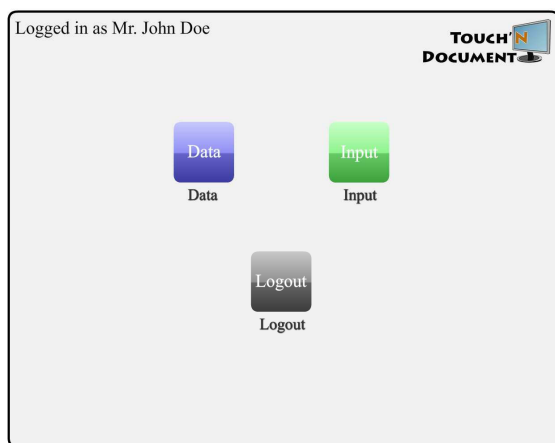 Logged in as Mr. John Doe
TOUCH'N
DOCUMENT
Data
Input
Data
Input
Logout
Logout